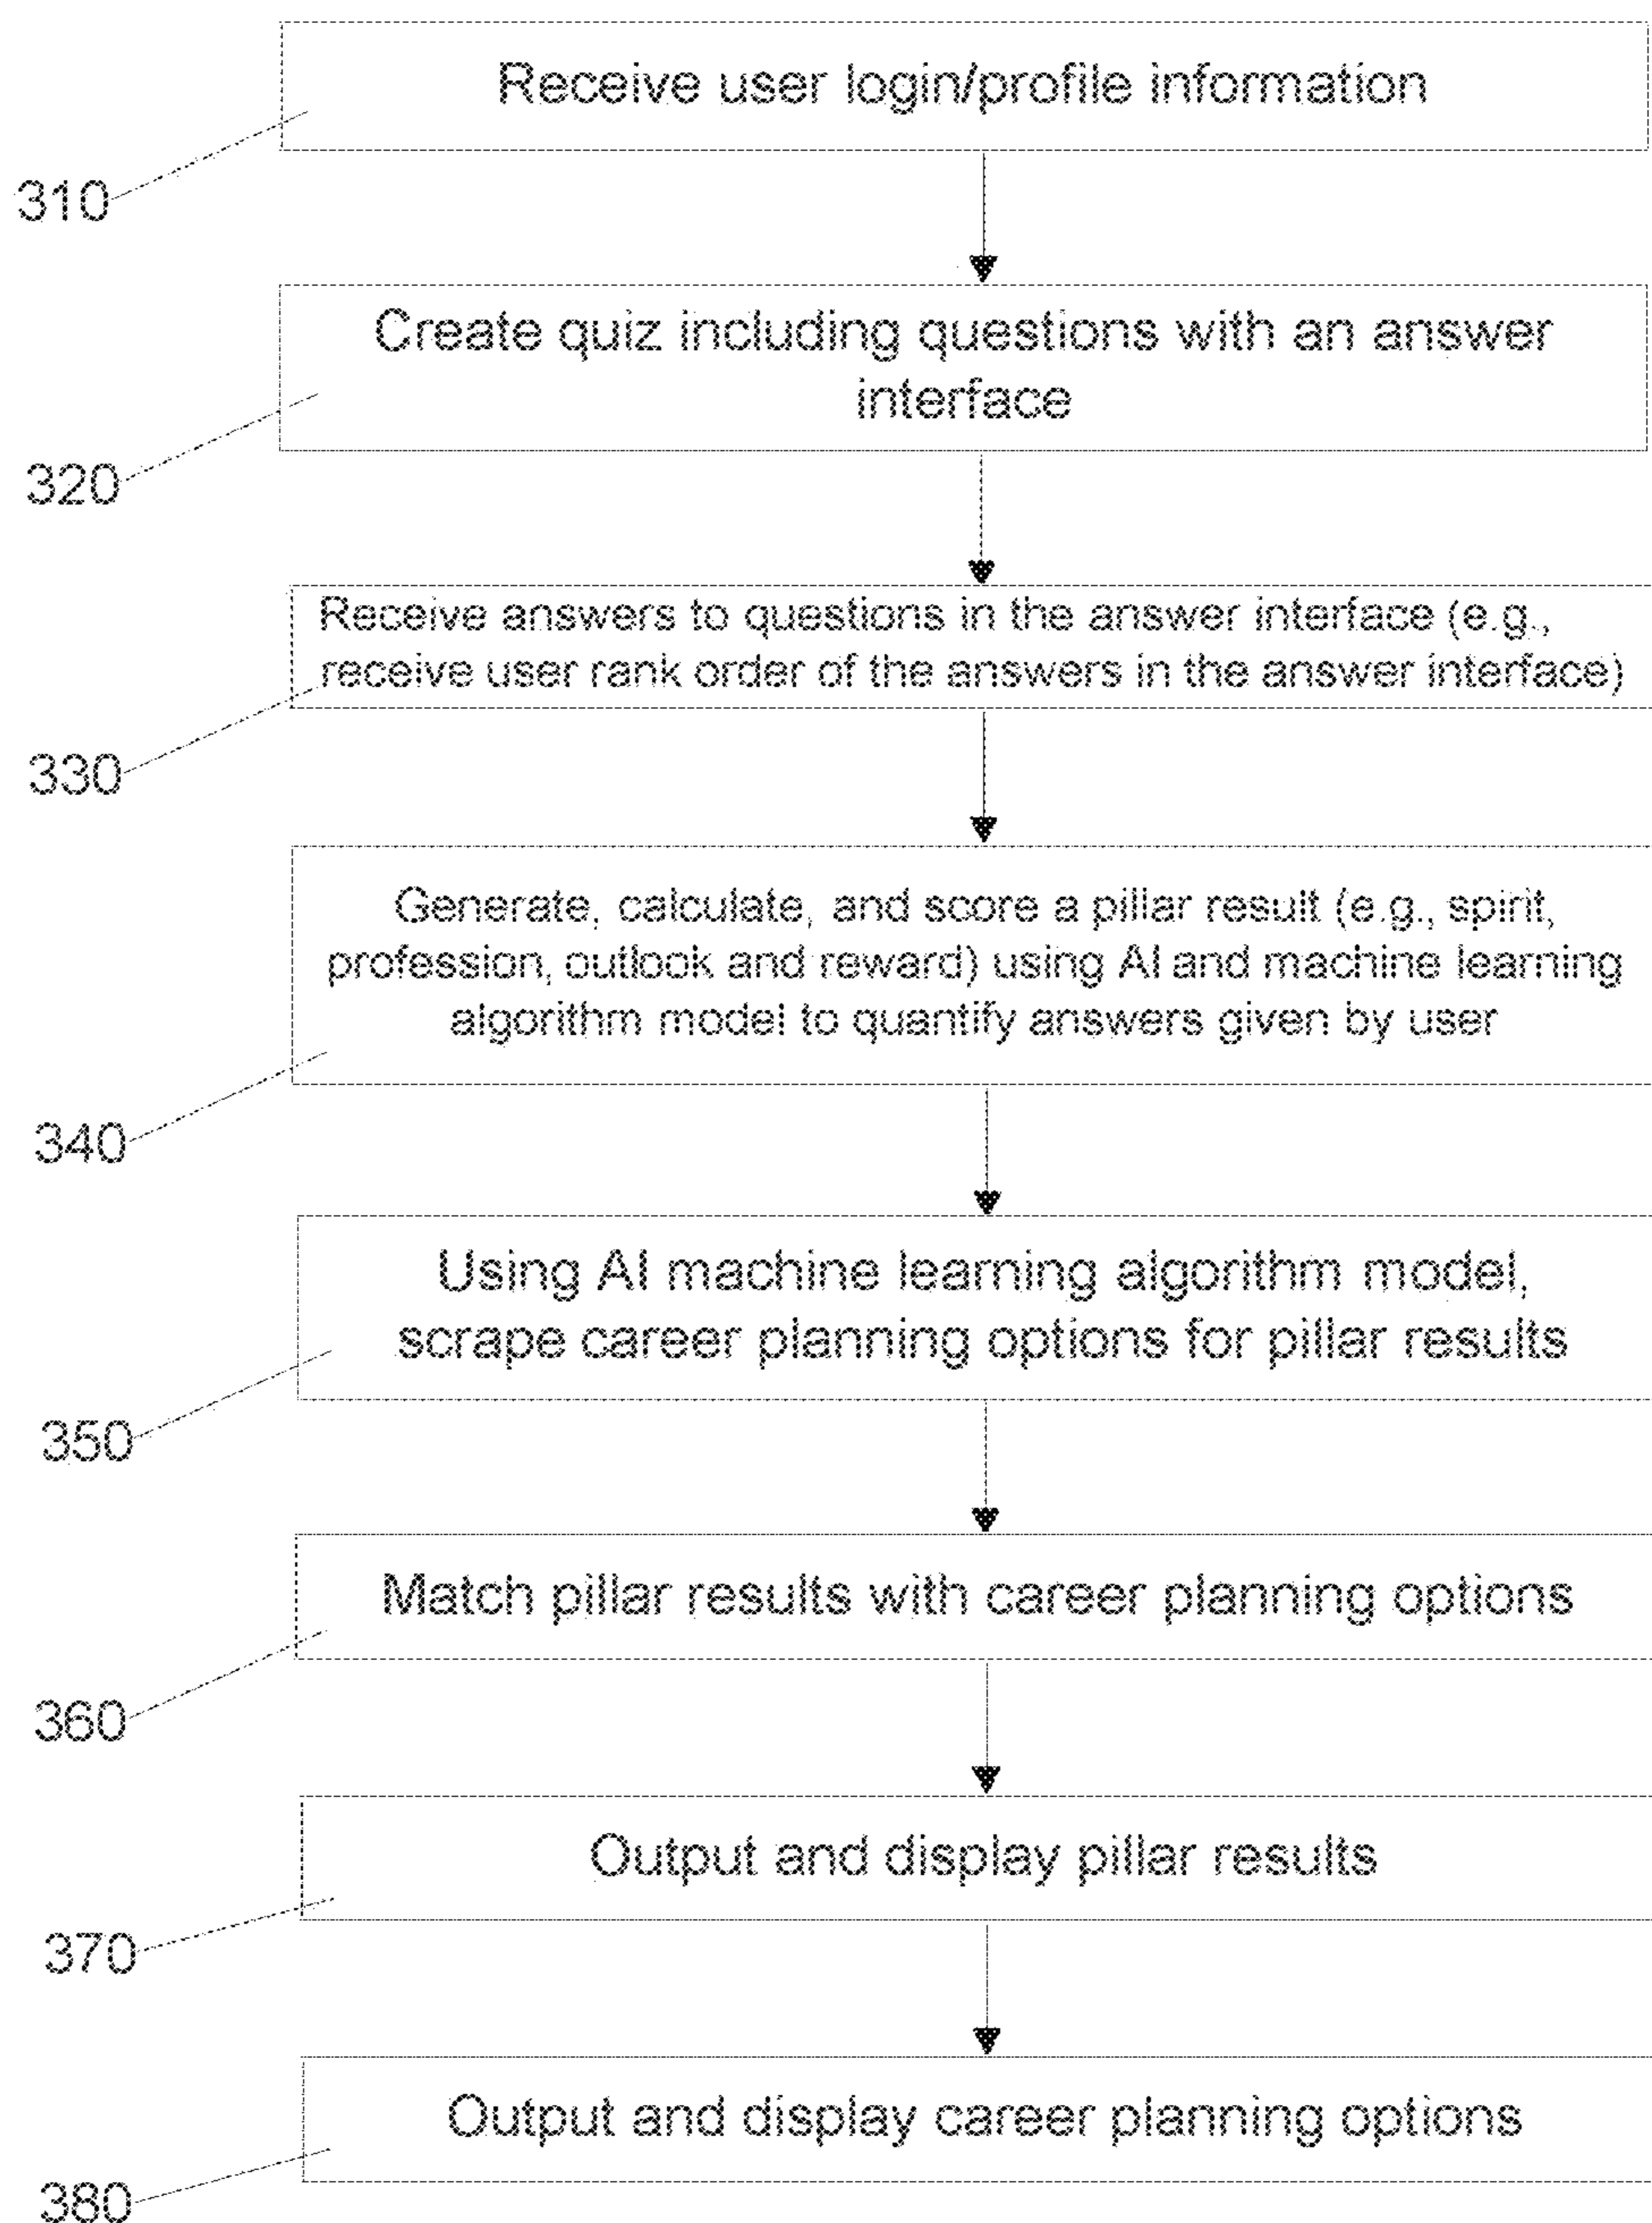 Receive user login/profile information
310
Create quiz including questions with an answer
interface
320
Receive answers to questions in the answer interface (e.g.,
receive user rank order of the answers in the answer interface)
330
Generate, calculate, and score a pillar result (e.g., spirit,
profession, outlook and reward) using AI and machine learning
algorithm model to quantify answers given by user
340
Using AI machine learning algorithm model,
scrape career planning options for pillar results
350
Match pillar results with career planning options
360
Output and display pillar results
370
Output and display career planning options
380